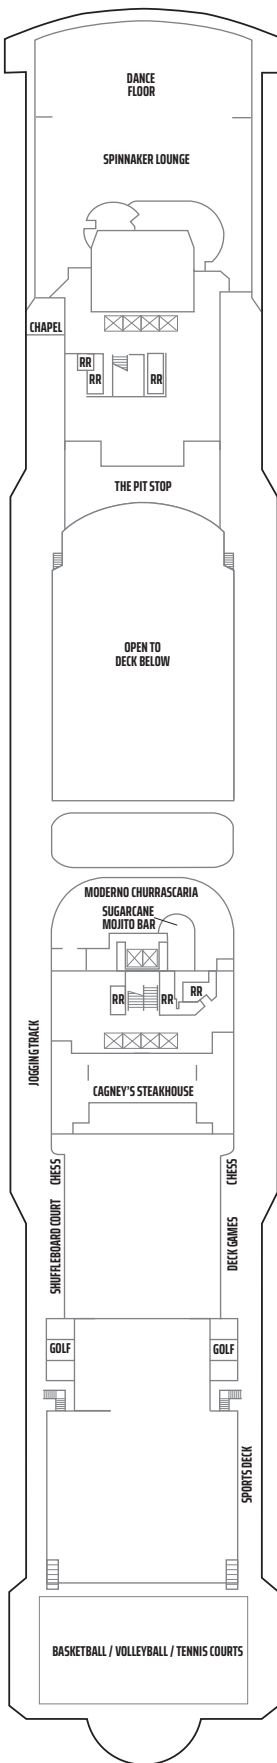 DANCE
FLOOR
SPINNAKER LOUNGE
CHAPEL
RR
RR
RR
THE PIT STOP
OPEN TO
DECK BELOW
MODERNO CHURRASCARIA
SUGARCANE
MOJITO BAR
RR
RR
RR
JOGGING TRACK
CAGNEY'S STEAKHOUSE
CHESS
CHESS
SHUFFLEBOARD COURT
DECK GAMES
GOLF
GOLF
SPORTS DECK
BASKETBALL / VOLLEYBALL / TENNIS COURTS